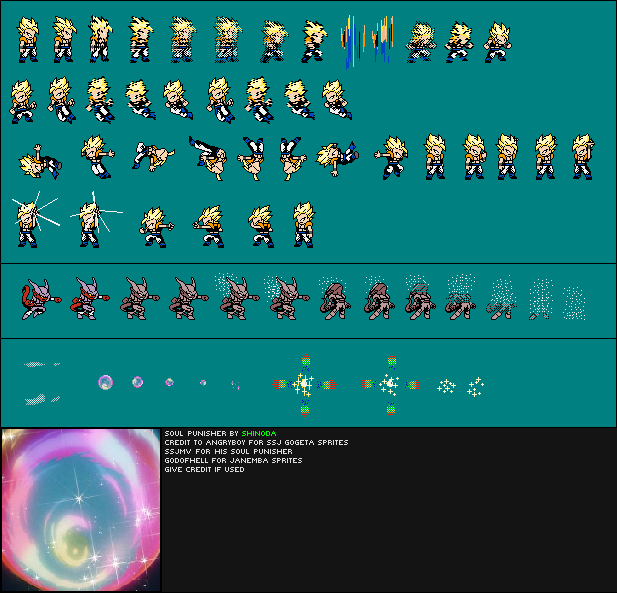 SOUL PUNISHER BY SHINODA
CREDIT TO ANGRYBOY FOR SSJ GOGETA SPRITES
SSJMV FOR HIS SOUL PUNISHER
GODOFHELL FOR JANEMBA SPRITES
GIVE CREDIT IF USED